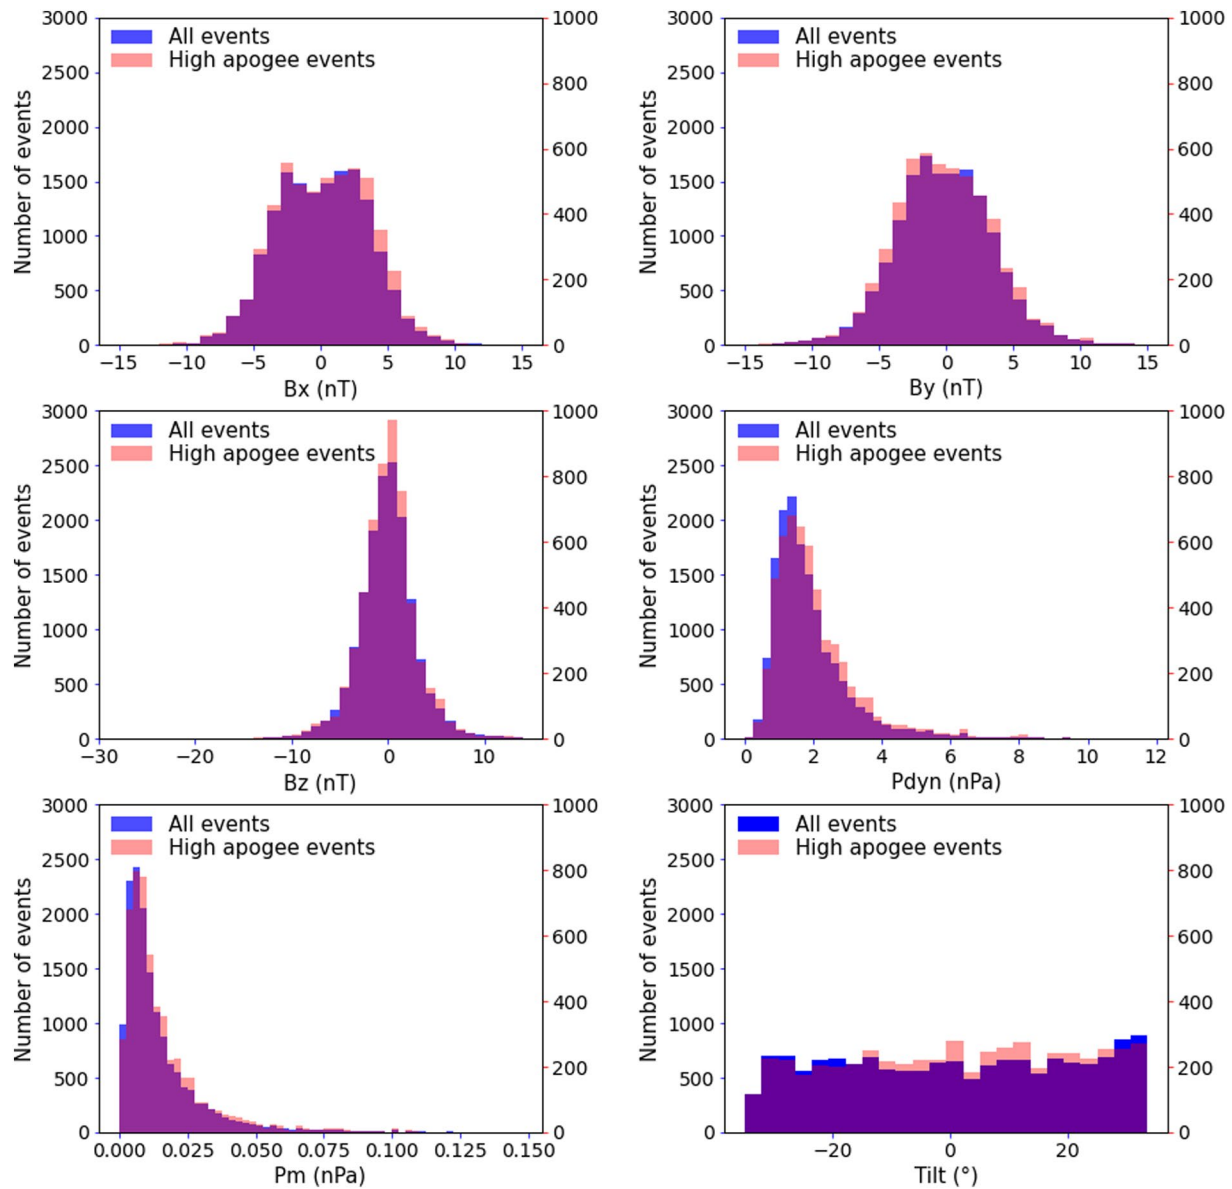 3000
2500
2000
1500
1000
500
0
Number of events
All events
High apogee events
1000
800
600
400
200
0
−15 −10 −5 0 5 10 15
Bx (nT)
3000
2500
2000
1500
1000
500
0
Number of events
All events
High apogee events
1000
800
600
400
200
0
−15 −10 −5 0 5 10 15
By (nT)
3000
2500
2000
1500
1000
500
0
Number of events
All events
High apogee events
1000
800
600
400
200
0
−30 −20 −10 0 10
Bz (nT)
3000
2500
2000
1500
1000
500
0
Number of events
All events
High apogee events
1000
800
600
400
200
0
0 2 4 6 8 10 12
Pdyn (nPa)
3000
2500
2000
1500
1000
500
0
Number of events
All events
High apogee events
1000
800
600
400
200
0
0.000 0.025 0.050 0.075 0.100 0.125 0.150
Pm (nPa)
3000
2500
2000
1500
1000
500
0
Number of events
All events
High apogee events
1000
800
600
400
200
0
−20 0 20
Tilt (°)